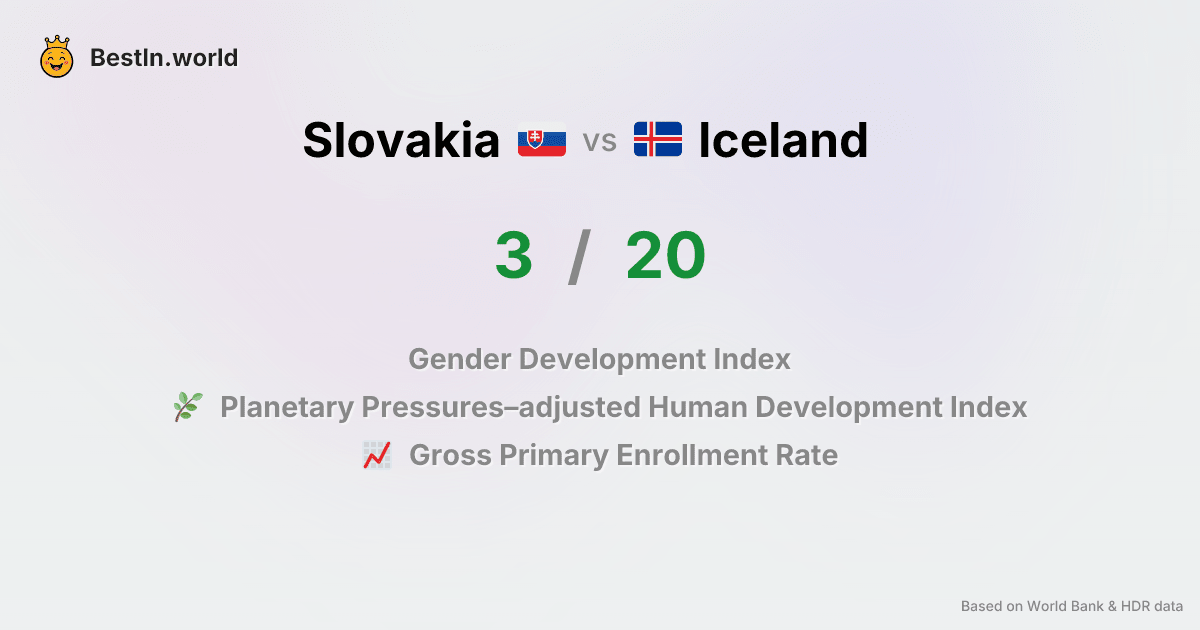 BestIn.world
Slovakia vs Iceland
3 / 20
Gender Development Index
Planetary Pressures–adjusted Human Development Index
Gross Primary Enrollment Rate
Based on World Bank & HDR data